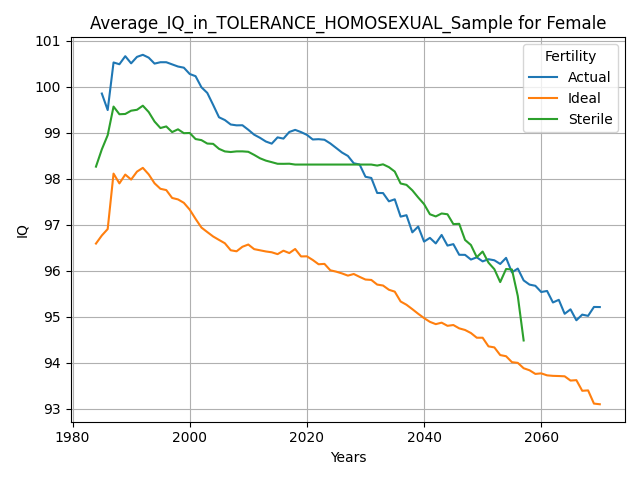 Average_IQ_in_TOLERANCE_HOMOSEXUAL_Sample for Female
101
100
99
98
97
96
95
94
93
IQ
1980
2000
2020
2040
2060
Years
Fertility
Actual
Ideal
Sterile